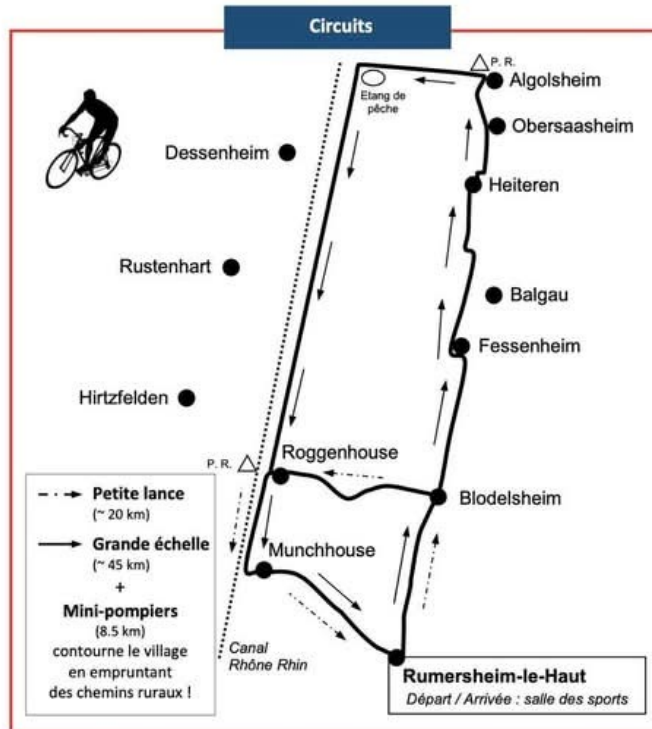 Circuits
P. R.
Algolsheim
Etang de
pêche
Obersaasheim
Dessenheim
Heiteren
Rustenhart
Balgau
Fessenheim
Hirtzfelden
Roggenhouse
P. R.
Blodelsheim
Petite lance
(~ 20 km)
Grande échelle
(~ 45 km)
+
Mini-pompiers
(8.5 km)
contourne le village
en empruntant
des chemins ruraux !
Munchhouse
Canal
Rhône Rhin
Rumersheim-le-Haut
Départ / Arrivée : salle des sports